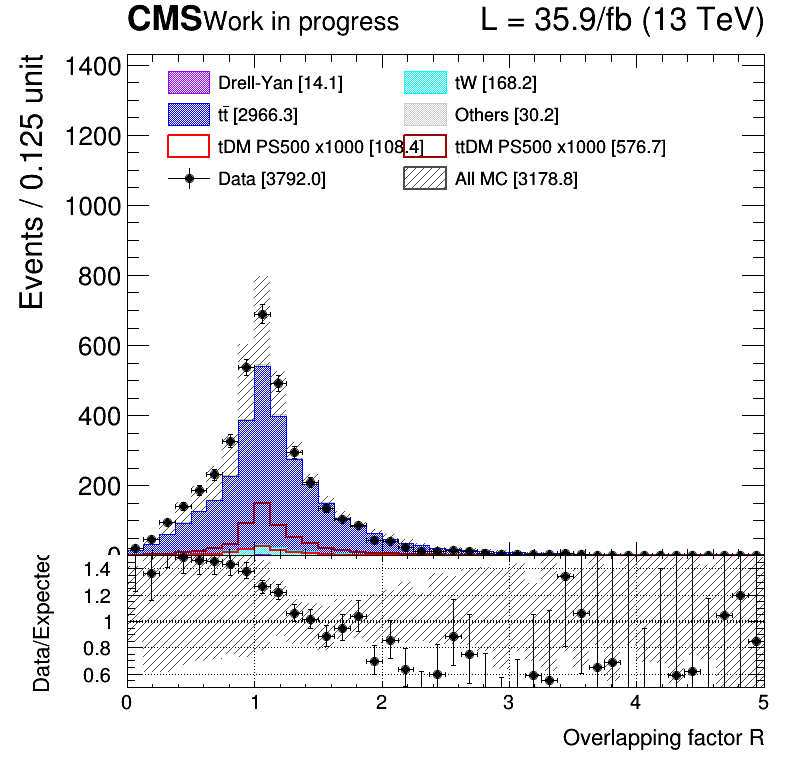 CMS Work in progress L = 35.9/fb (13 TeV)
Events / 0.125 unit
1400
1200
1000
800
600
400
200
0
Drell-Yan [14.1] tW [168.2]
tt̄ [2966.3] Others [30.2]
tDM PS500 x1000 [108.4] ttDM PS500 x1000 [576.7]
Data [3792.0] All MC [3178.8]
Data/Expected
1.4
1.2
1
0.8
0.6
0 1 2 3 4 5
Overlapping factor R